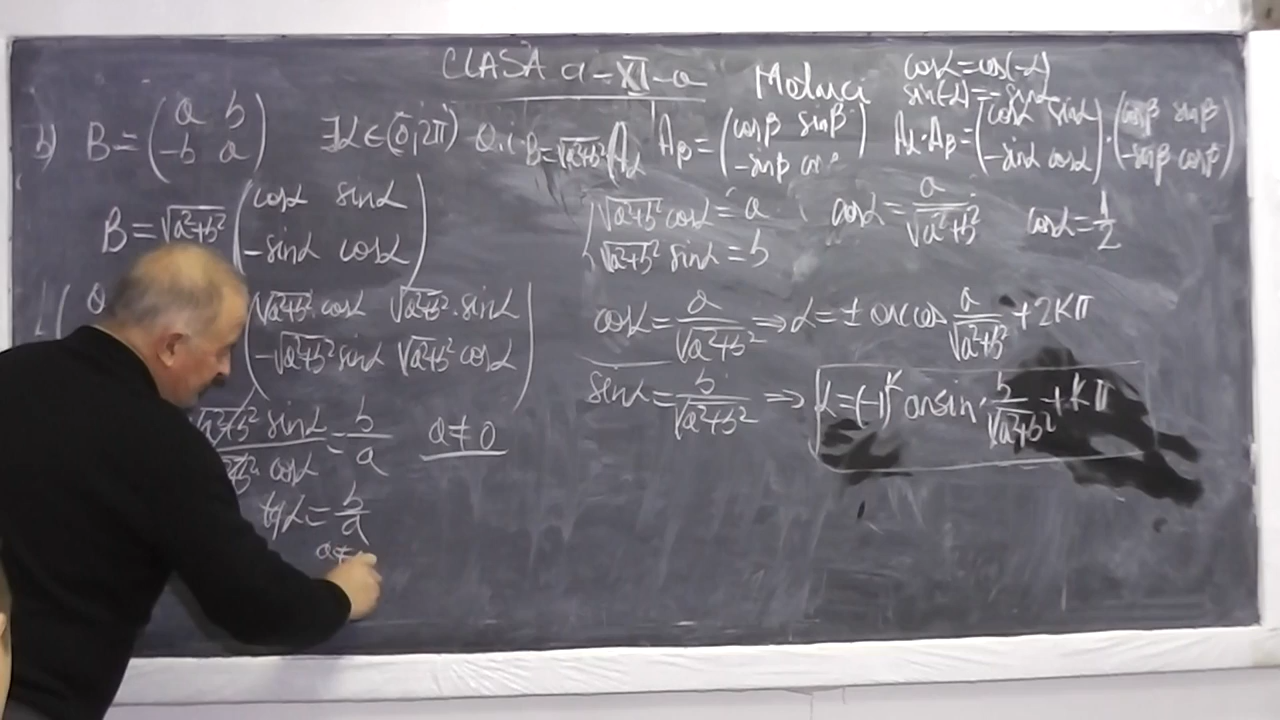 CLASA a-XI-a
cosα=cos(-α)
sin(-α)=-sinα
b) B=(a b / -b a) ∃α∈(0,2π) a.i. B=√a²+b² Aα
Aβ=(cosβ sinβ / -sinβ cos) Aα·Aβ=(cosα sinα / -sinα cosα)·(cosβ sinβ / -sinβ cosβ)
B=√a²+b² (cosα sinα / -sinα cosα)
√a²+b² cosα=a
√a²+b² sinα=b
cosα=a/√a²+b² cosα=1/2
(√a²+b²·cosα √a²+b²·sinα / -√a²+b² sinα √a²+b² cosα)
cosα=a/√a²+b² ⇒ α=±arccos a/√a²+b² +2Kπ
sinα=b/√a²+b² ⇒ α=(-1)^K arcsin b/√a²+b² +Kπ
√a²+b² sinα/√a²+b² cosα = b/a a≠0
tgα=b/a
a≠